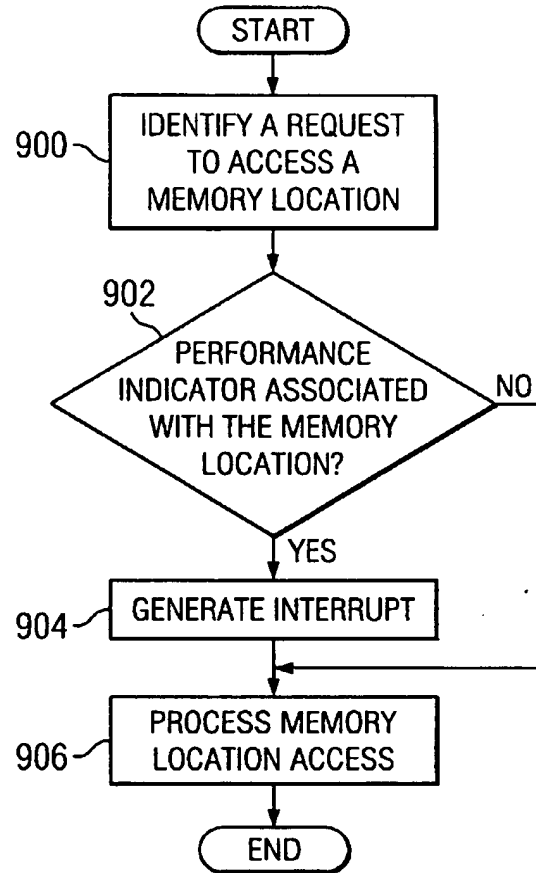 START
900
IDENTIFY A REQUEST
TO ACCESS A
MEMORY LOCATION
902
PERFORMANCE
INDICATOR ASSOCIATED
WITH THE MEMORY
LOCATION?
NO
YES
904
GENERATE INTERRUPT
906
PROCESS MEMORY
LOCATION ACCESS
END